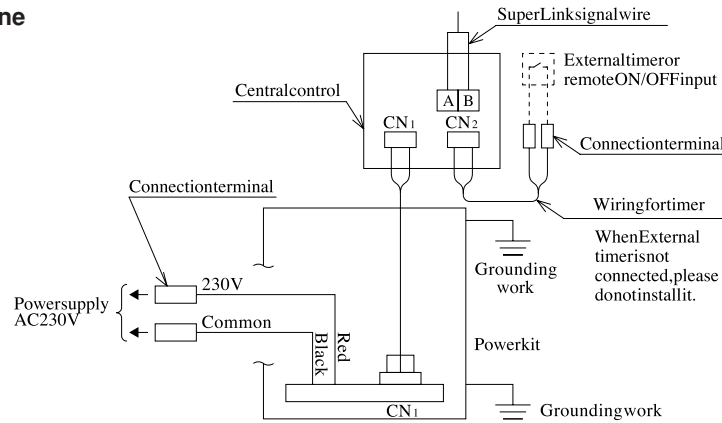 ne
SuperLinksignalwire
Externaltimeror
remoteON/OFFinput
Centralcontrol
A B
CN1 CN2
Connectionterminal
Connectionterminal
Wiringfortimer
WhenExternal
timerisnot
connected,please
donotinstallit.
Grounding
work
230V
Powersupply
AC230V
Common
Red
Black
Powerkit
CN1
Groundingwork